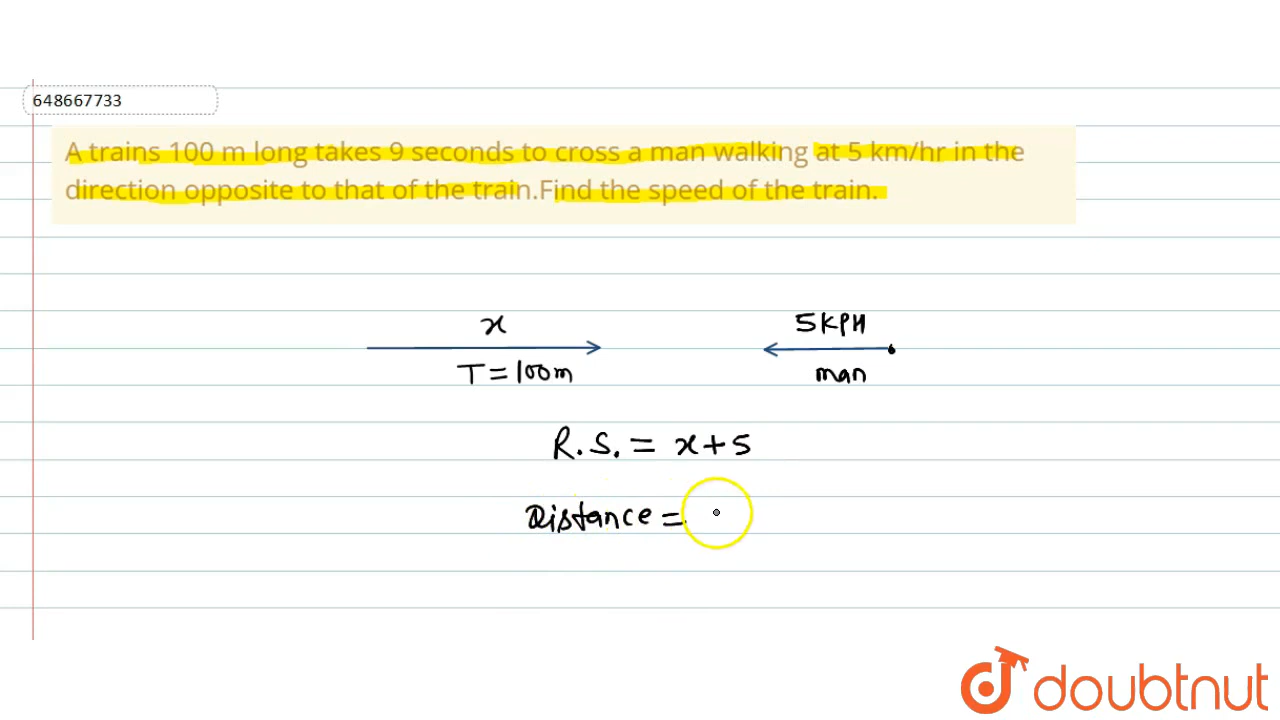 648667733
A trains 100 m long takes 9 seconds to cross a man walking at 5 km/hr in the
direction opposite to that of the train.Find the speed of the train.
x 5KPH
T=100m man
R.S. = x+5
Distance =
doubtnut